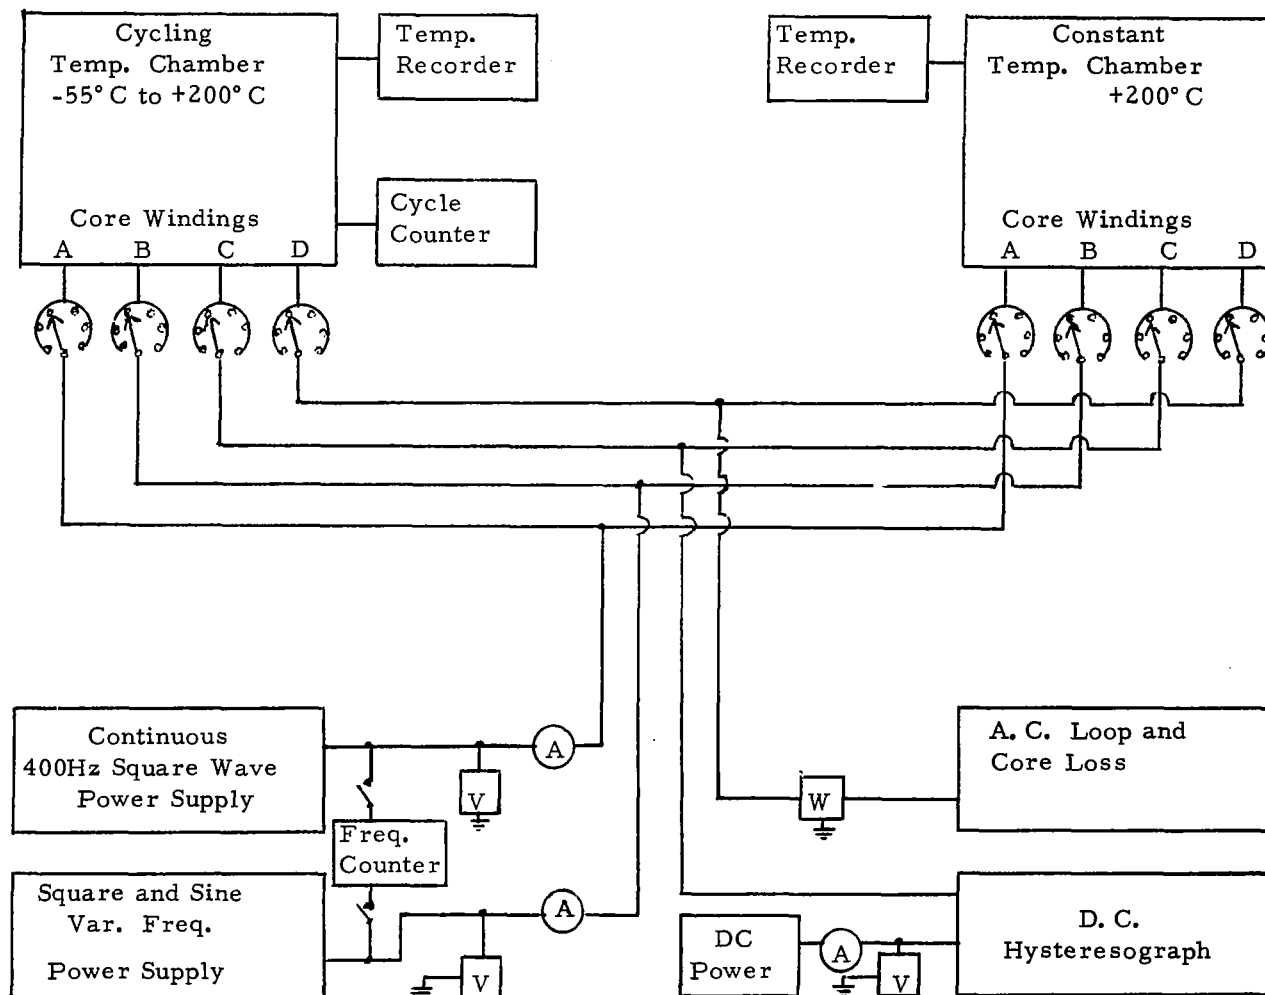 Cycling
Temp. Chamber
-55° C to +200° C
Temp.
Recorder
Cycle
Counter
Core Windings
A B C D
Temp.
Recorder
Constant
Temp. Chamber
+200° C
Core Windings
A B C D
Continuous
400Hz Square Wave
Power Supply
A
V
Freq.
Counter
Square and Sine
Var. Freq.
Power Supply
A
V
W
A. C. Loop and
Core Loss
DC
Power
A
V
D. C.
Hysteresograph